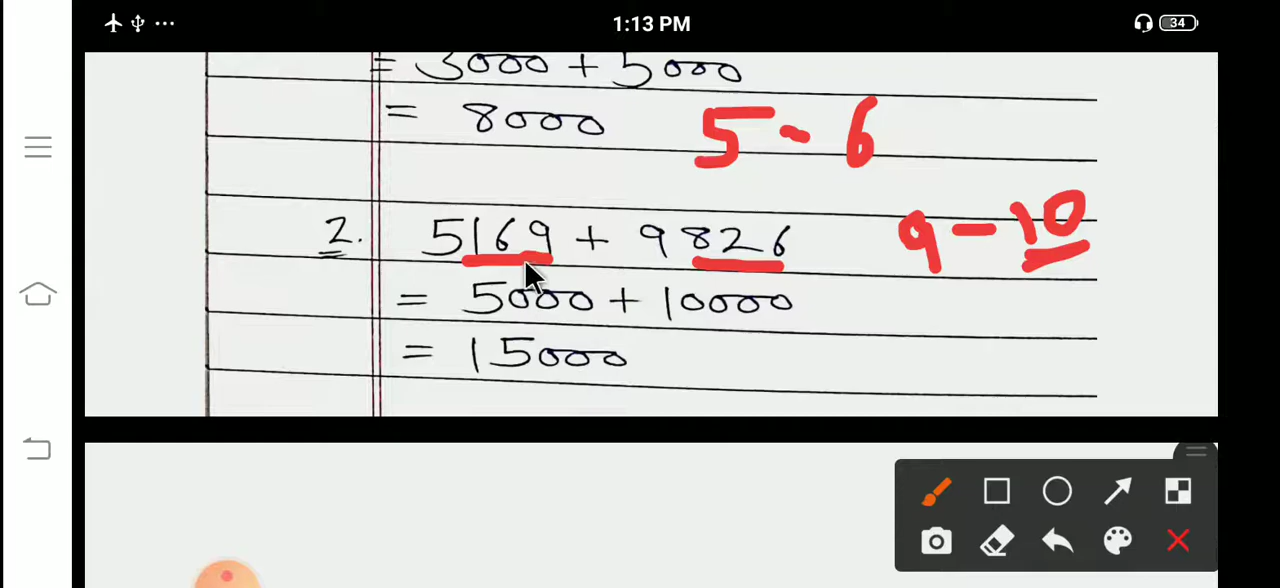 1:13 PM
34
= 3000 + 5000
= 8000
5 - 6
2. 5169 + 9826
9 - 10
= 5000 + 10000
= 15000